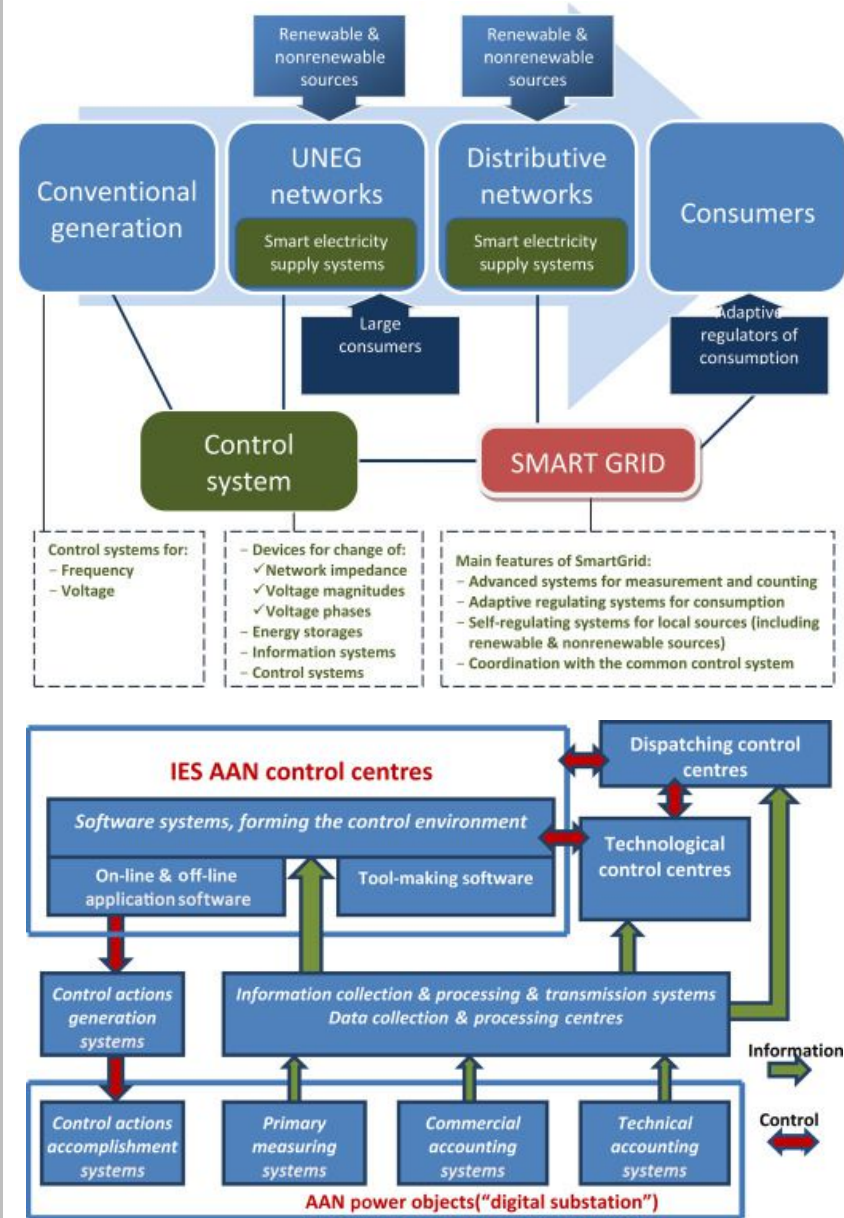 Renewable &
nonrenewable
sources
Renewable &
nonrenewable
sources
Conventional
generation
UNEG
networks
Smart electricity
supply systems
Distributive
networks
Smart electricity
supply systems
Consumers
Large
consumers
Adaptive
regulators of
consumption
Control
system
SMART GRID
Control systems for:
– Frequency
– Voltage
– Devices for change of:
✓Network impedance
✓Voltage magnitudes
✓Voltage phases
– Energy storages
– Information systems
– Control systems
Main features of SmartGrid:
– Advanced systems for measurement and counting
– Adaptive regulating systems for consumption
– Self-regulating systems for local sources (including
renewable & nonrenewable sources)
– Coordination with the common control system
IES AAN control centres
Dispatching control
centres
Software systems, forming the control environment
On-line & off-line
application software
Tool-making software
Technological
control centres
Control actions
generation
systems
Information collection & processing & transmission systems
Data collection & processing centres
Information
Control actions
accomplishment
systems
Primary
measuring
systems
Commercial
accounting
systems
Technical
accounting
systems
Control
AAN power objects(“digital substation”)